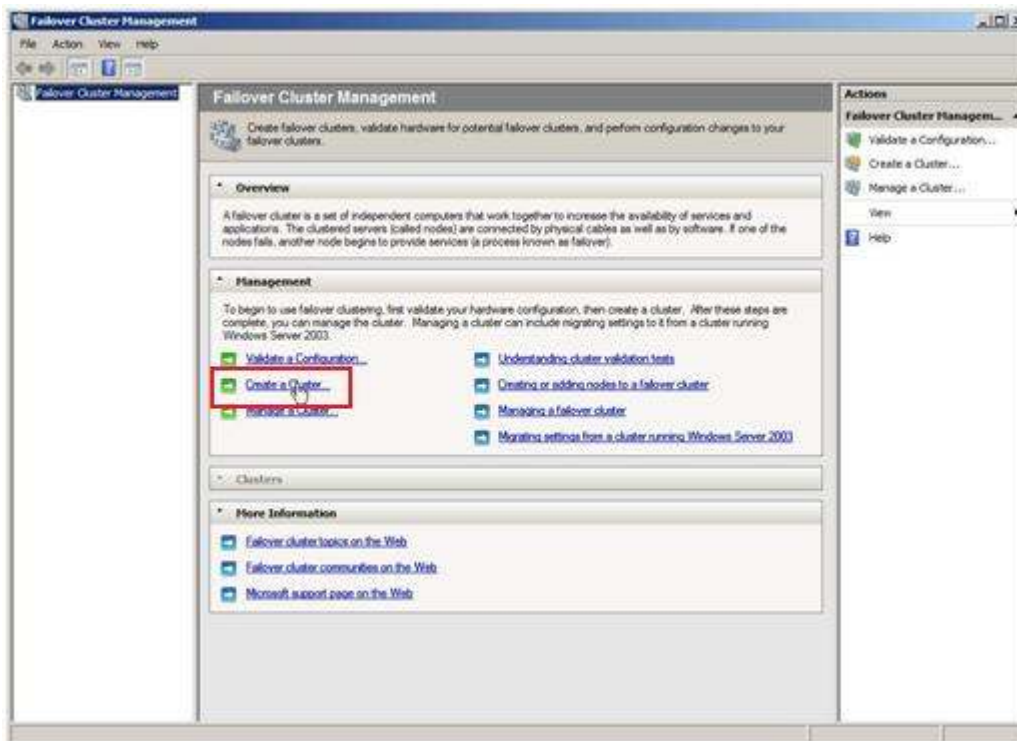 Failover Cluster Management
File Action View Help
Failover Cluster Management
Failover Cluster Management
Create failover clusters, validate hardware for potential failover clusters, and perform configuration changes to your
failover clusters.
Overview
A failover cluster is a set of independent computers that work together to increase the availability of services and
applications. The clustered servers (called nodes) are connected by physical cables as well as by software. If one of the
nodes fails, another node begins to provide services (a process known as failover).
Management
To begin to use failover clustering, first validate your hardware configuration, then create a cluster. After these steps are
complete, you can manage the cluster. Managing a cluster can include migrating settings to it from a cluster running
Windows Server 2003.
Validate a Configuration...
Create a Cluster...
Manage a Cluster...
Understanding cluster validation tests
Creating or adding nodes to a failover cluster
Managing a failover cluster
Migrating settings from a cluster running Windows Server 2003
Clusters
More Information
Failover cluster topics on the Web
Failover cluster communities on the Web
Microsoft support page on the Web
Actions
Failover Cluster Managem...
Validate a Configuration...
Create a Cluster...
Manage a Cluster...
View
Help